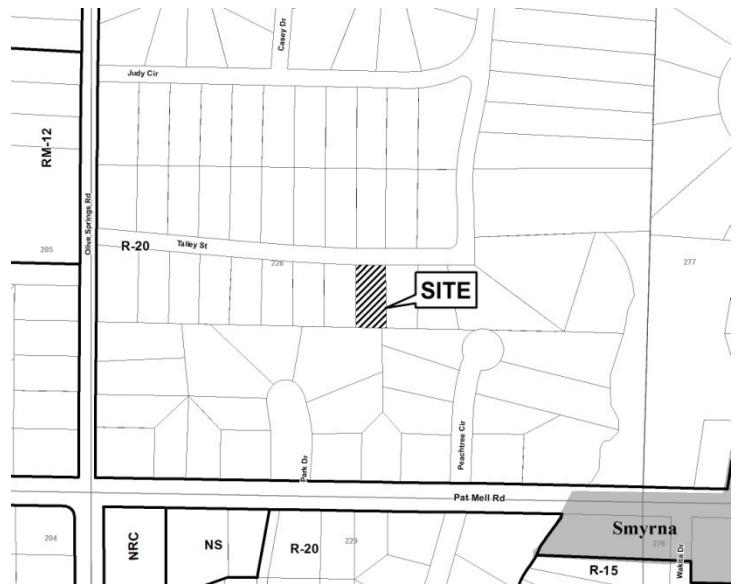 Casey Dr
Judy Cir
RM-12
Olive Springs Rd
205
R-20
Talley St
228
277
SITE
Park Dr
Peachtree Cir
Pat Mell Rd
204
NRC
NS
R-20
229
Smyrna
276
Wakita Dr
R-15